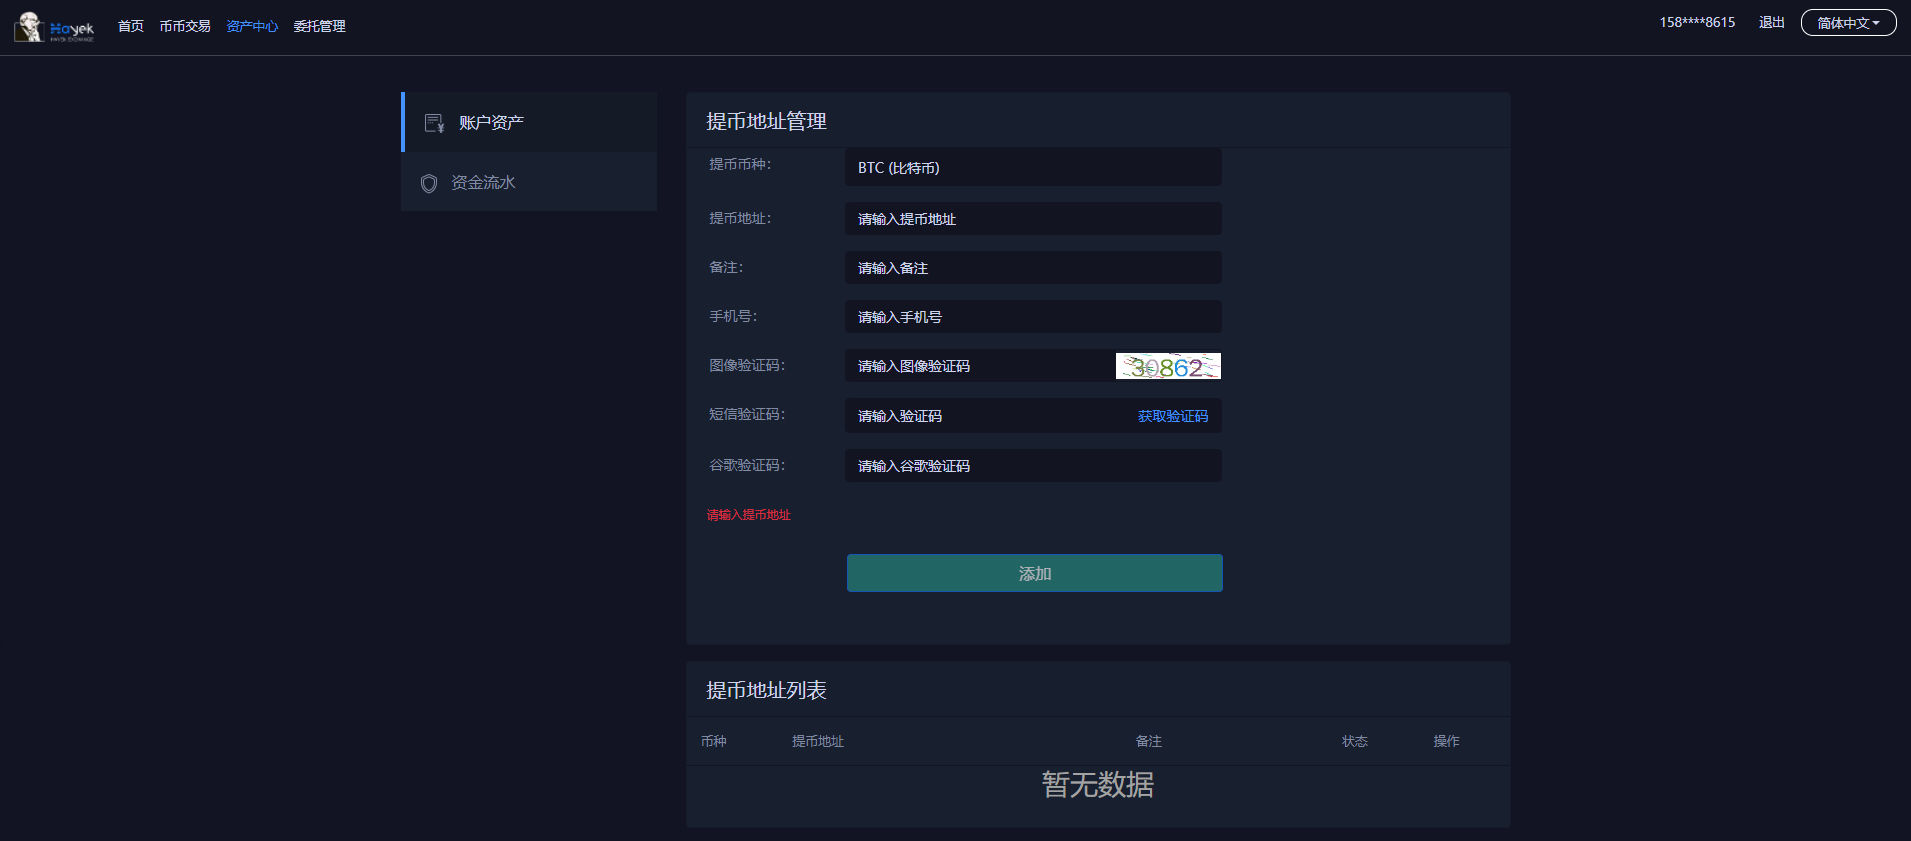 Hayek
HAYEK EXCHANGE
首页 币币交易 资产中心 委托管理
158****8615 退出 简体中文
账户资产
资金流水
提币地址管理
提币币种: BTC (比特币)
提币地址: 请输入提币地址
备注: 请输入备注
手机号: 请输入手机号
图像验证码: 请输入图像验证码 30862
短信验证码: 请输入验证码 获取验证码
谷歌验证码: 请输入谷歌验证码
请输入提币地址
添加
提币地址列表
币种 提币地址 备注 状态 操作
暂无数据